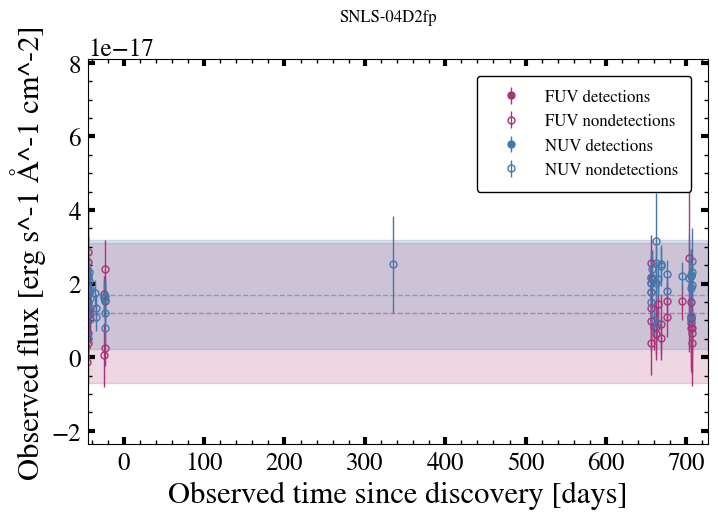 SNLS-04D2fp
1e−17
Observed flux [erg s^-1 Å^-1 cm^-2]
8
6
4
2
0
−2
FUV detections
FUV nondetections
NUV detections
NUV nondetections
0 100 200 300 400 500 600 700
Observed time since discovery [days]